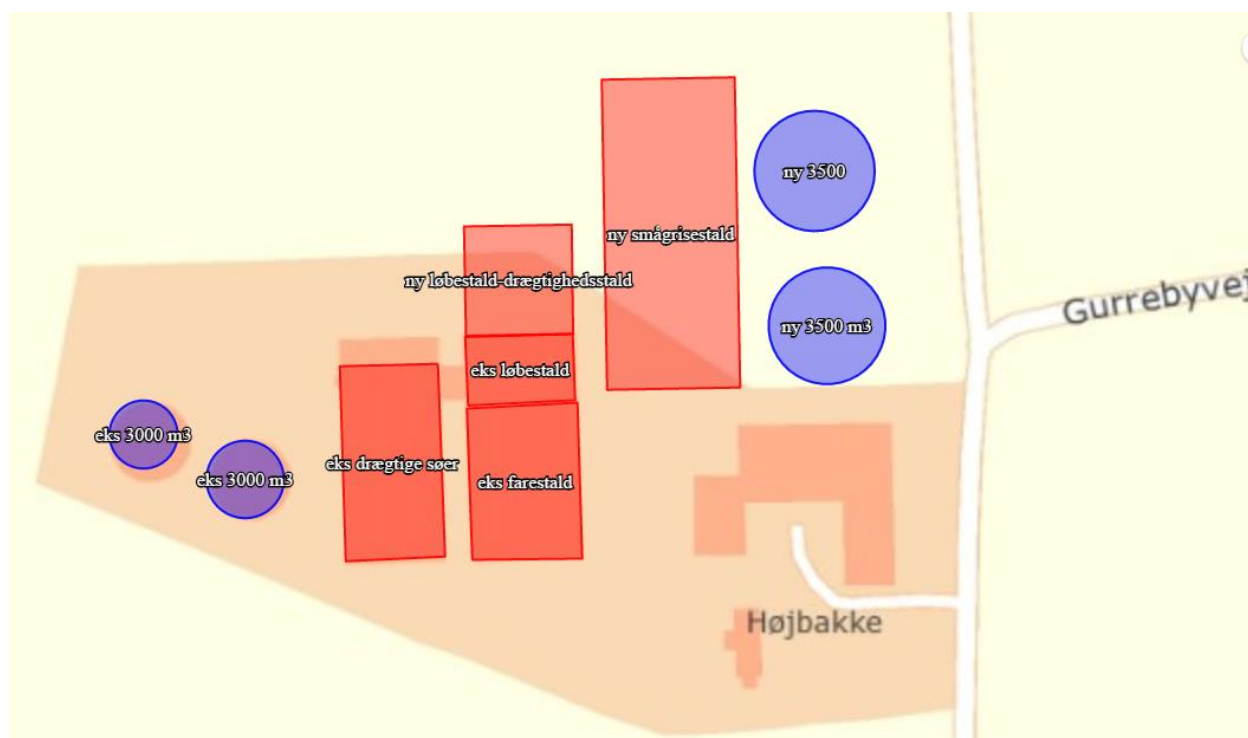 ny 3500
ny smågrisestald
ny løbestald-drægtighedsstald
Gurrebyvej
ny 3500 m3
eks løbestald
eks 3000 m3
eks drægtige søer
eks 3000 m3
eks farestald
Højbakke